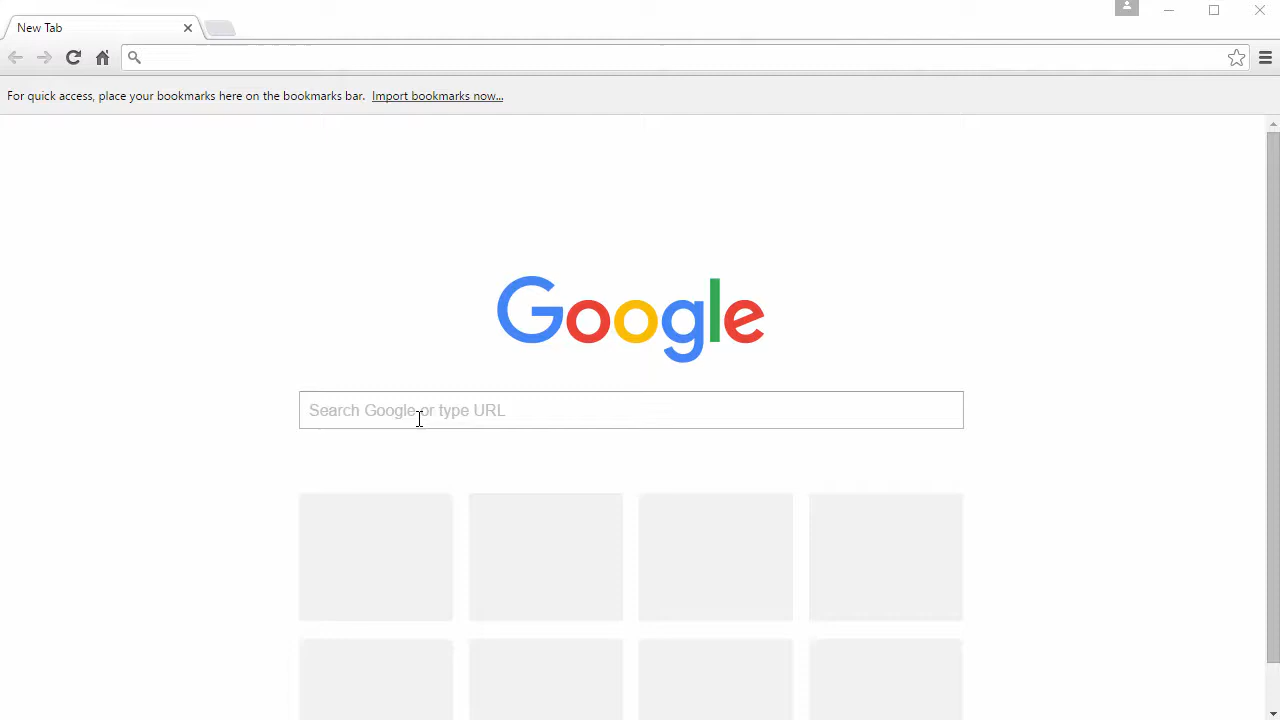 New Tab
For quick access, place your bookmarks here on the bookmarks bar. Import bookmarks now...
Google
Search Google or type URL